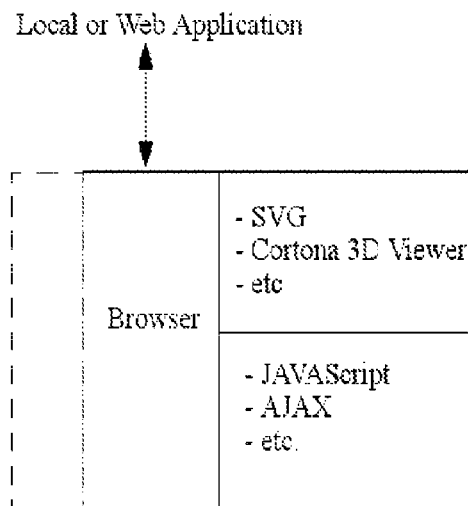 Local or Web Application
- SVG
- Cortona 3D Viewer
- etc
Browser
- JAVAScript
- AJAX
- etc.